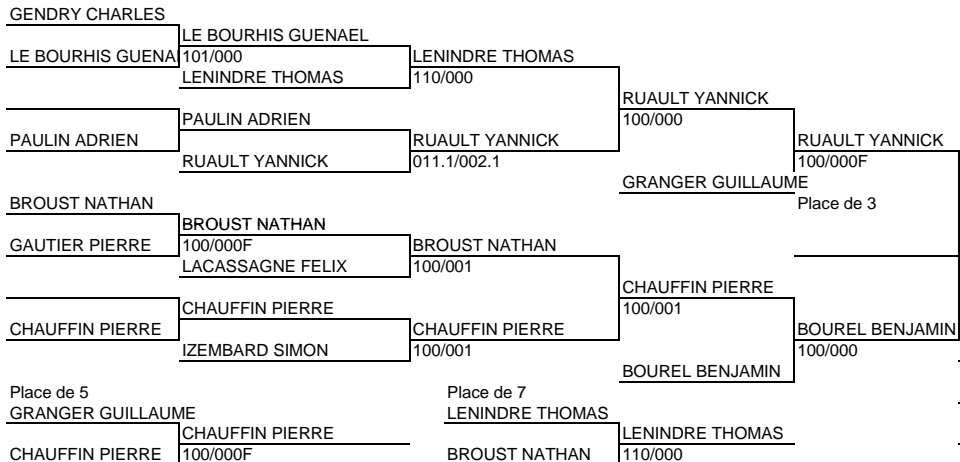 GENDRY CHARLES
LE BOURHIS GUENAEL
LE BOURHIS GUENA 101/000 LENINDRE THOMAS
LENINDRE THOMAS 110/000
RUAULT YANNICK
PAULIN ADRIEN 100/000
PAULIN ADRIEN RUAULT YANNICK RUAULT YANNICK
RUAULT YANNICK 011.1/002.1 100/000F
GRANGER GUILLAUME
BROUST NATHAN Place de 3
BROUST NATHAN
GAUTIER PIERRE 100/000F BROUST NATHAN
LACASSAGNE FELIX 100/001
CHAUFFIN PIERRE
CHAUFFIN PIERRE 100/001
CHAUFFIN PIERRE CHAUFFIN PIERRE BOUREL BENJAMIN
IZEMBARD SIMON 100/001 100/000
BOUREL BENJAMIN
Place de 5 Place de 7
GRANGER GUILLAUME LENINDRE THOMAS
CHAUFFIN PIERRE LENINDRE THOMAS
CHAUFFIN PIERRE 100/000F BROUST NATHAN 110/000